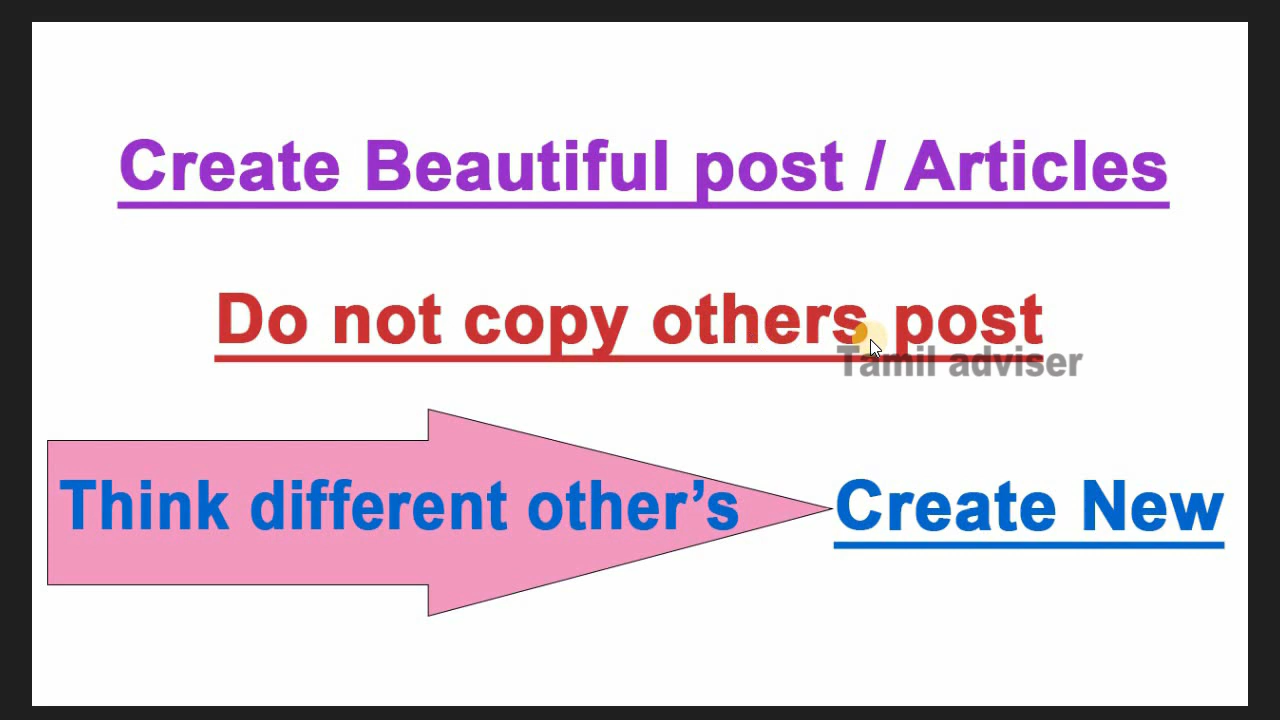 Create Beautiful post / Articles
Do not copy others post
Tamil adviser
Think different other’s Create New